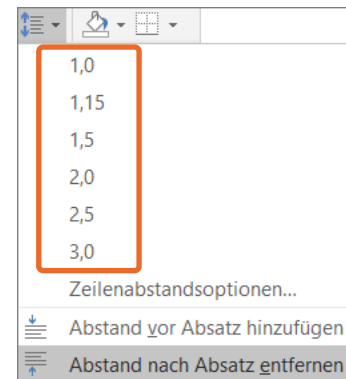 1,0
1,15
1,5
2,0
2,5
3,0
Zeilenabstandsoptionen...
Abstand vor Absatz hinzufügen
Abstand nach Absatz entfernen